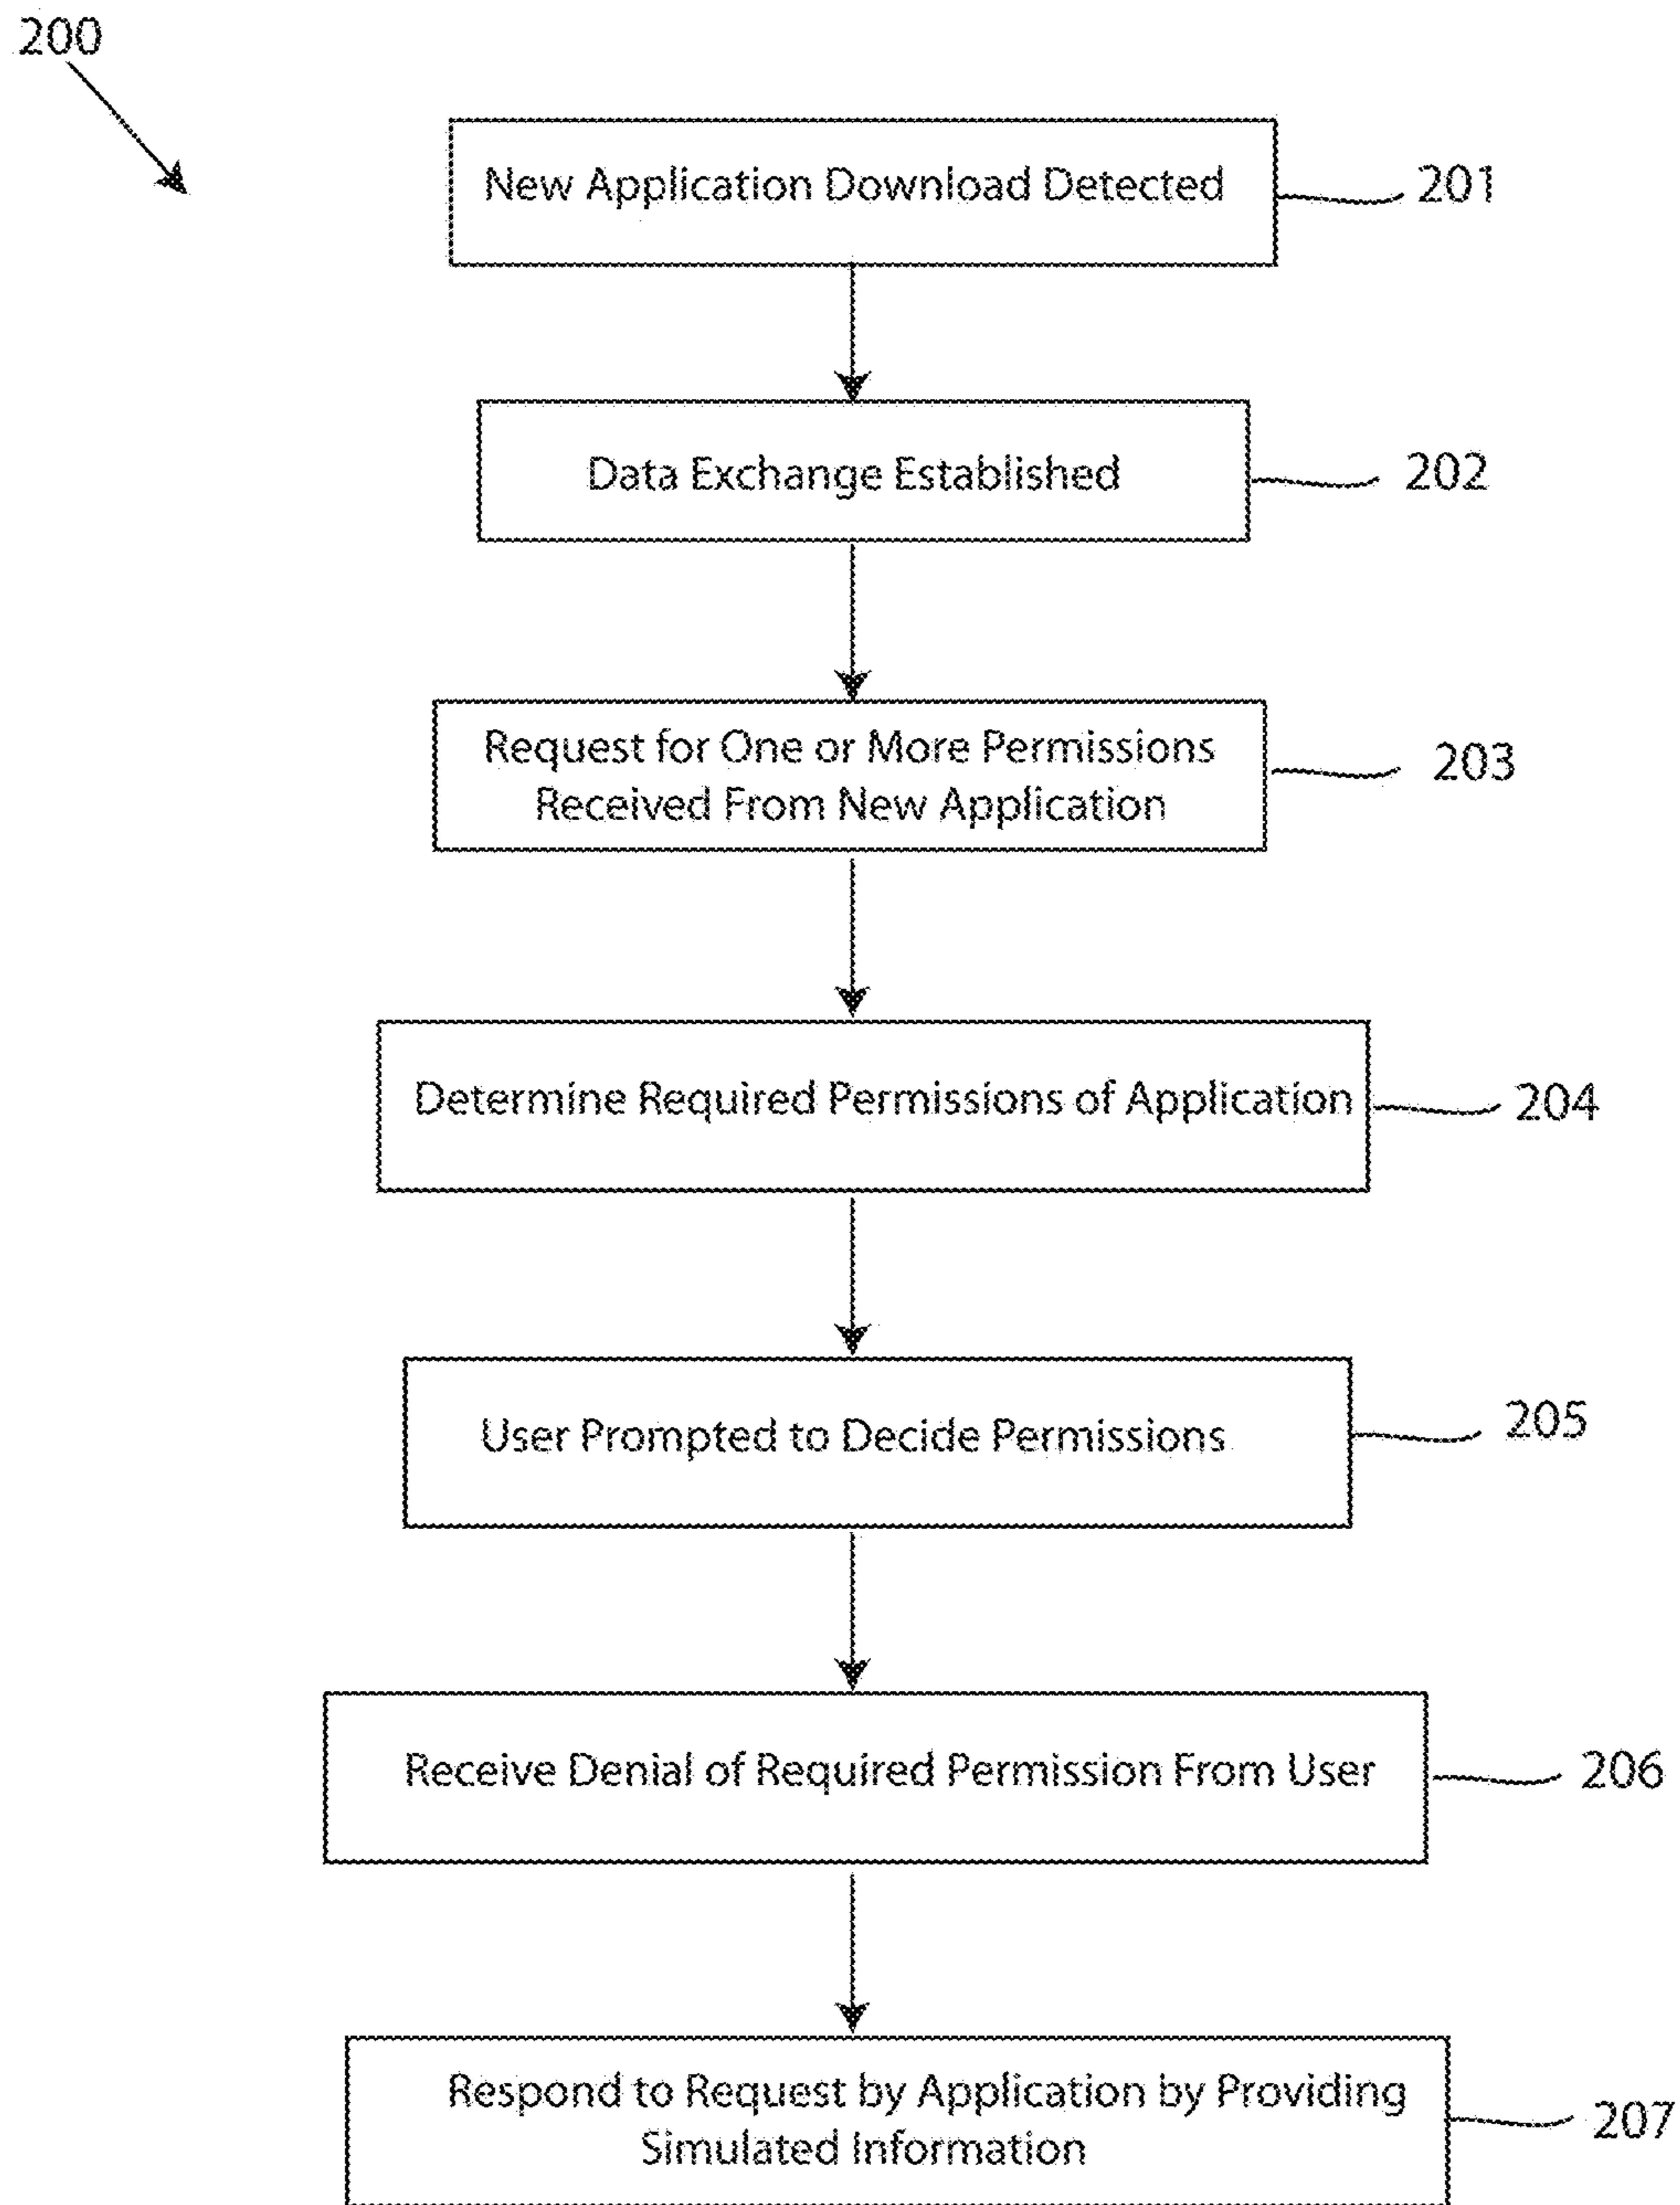 200
New Application Download Detected
201
Data Exchange Established
202
Request for One or More Permissions
Received From New Application
203
Determine Required Permissions of Application
204
User Prompted to Decide Permissions
205
Receive Denial of Required Permission From User
206
Respond to Request by Application by Providing
Simulated Information
207